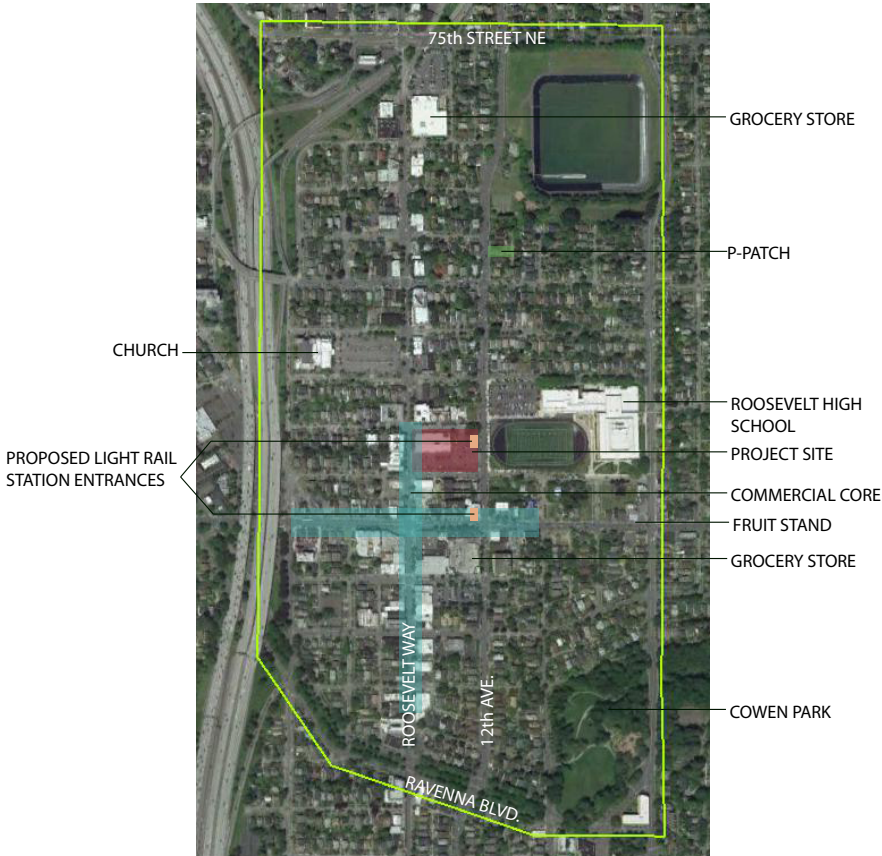 75th STREET NE
GROCERY STORE
P-PATCH
CHURCH
ROOSEVELT HIGH
SCHOOL
PROJECT SITE
PROPOSED LIGHT RAIL
STATION ENTRANCES
COMMERCIAL CORE
FRUIT STAND
GROCERY STORE
ROOSEVELT WAY
12th AVE.
COWEN PARK
RAVENNA BLVD.